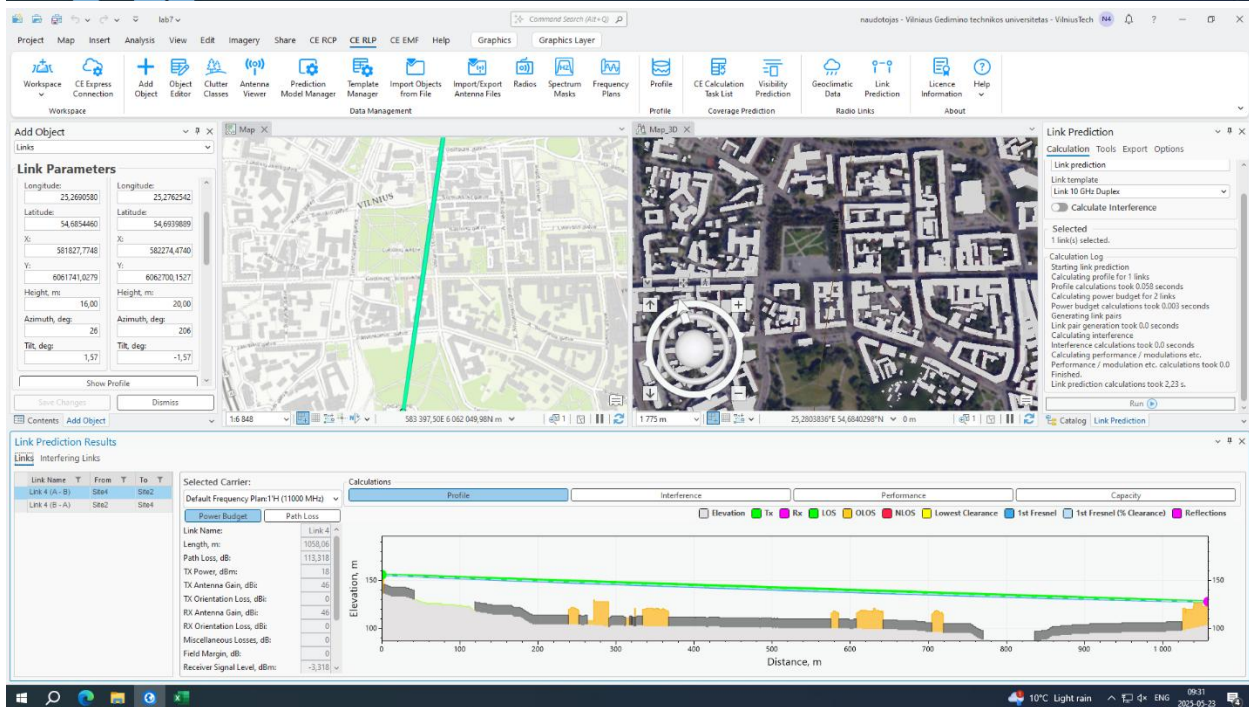 lab7
Command Search (Alt+Q)
naudotojas - Vilniaus Gedimino technikos universitetas - VilniusTech
N4
?
Project Map Insert Analysis View Edit Imagery Share CE RCP CE RLP CE EMF Help Graphics Graphics Layer
Workspace
CE Express Connection
Add Object
Object Editor
Clutter Classes
Antenna Viewer
Prediction Model Manager
Template Manager
Import Objects from File
Import/Export Antenna Files
Radios
Spectrum Masks
Frequency Plans
Profile
CE Calculation Task List
Visibility Prediction
Geoclimatic Data
Link Prediction
Licence Information
Help
Workspace Data Management Profile Coverage Prediction Radio Links About
Add Object
Links
Link Parameters
Longitude: Longitude:
25,2690580 25,2762542
Latitude: Latitude:
54,6854460 54,6939889
X: X:
581827,7748 582274,4740
Y: Y:
6061741,0279 6062700,1527
Height, m: Height, m:
16,00 20,00
Azimuth, deg: Azimuth, deg:
26 206
Tilt, deg: Tilt, deg:
1,57 -1,57
Show Profile
Save Changes Dismiss
Contents Add Object
Map
VILNIUS
1:6 848
583 397,50E 6 062 049,98N m
1
Map_3D
1 775 m
25,2803836°E 54,6840298°N 0 m
1
Link Prediction
Calculation Tools Export Options
Link prediction
Link template
Link 10 GHz Duplex
Calculate Interference
Selected
1 link(s) selected.
Calculation Log
Starting link prediction
Calculating profile for 1 links
Profile calculations took 0.058 seconds
Calculating power budget for 2 links
Power budget calculations took 0.003 seconds
Generating link pairs
Link pair generation took 0.0 seconds
Calculating interference
Interference calculations took 0.0 seconds
Calculating performance / modulations etc.
Performance / modulation etc. calculations took 0.0
Finished.
Link prediction calculations took 2,23 s.
Run
Catalog Link Prediction
Link Prediction Results
Links Interfering Links
Link Name From To
Link 4 (A - B) Site4 Site2
Link 4 (B - A) Site2 Site4
Selected Carrier:
Default Frequency Plan:1'H (11000 MHz)
Power Budget Path Loss
Link Name: Link 4
Length, m: 1058,06
Path Loss, dB: 113,318
TX Power, dBm: 18
TX Antenna Gain, dBi: 46
TX Orientation Loss, dBi: 0
RX Antenna Gain, dBi: 46
RX Orientation Loss, dBi: 0
Miscellaneous Losses, dB: 0
Field Margin, dB: 0
Receiver Signal Level, dBm: -3,318
Calculations
Profile Interference Performance Capacity
Elevation Tx Rx LOS OLOS NLOS Lowest Clearance 1st Fresnel 1st Fresnel (% Clearance) Reflections
Elevation, m
150 150
100 100
0 100 200 300 400 500 600 700 800 900 1 000
Distance, m
10°C Light rain
ENG
09:31
2025-05-23